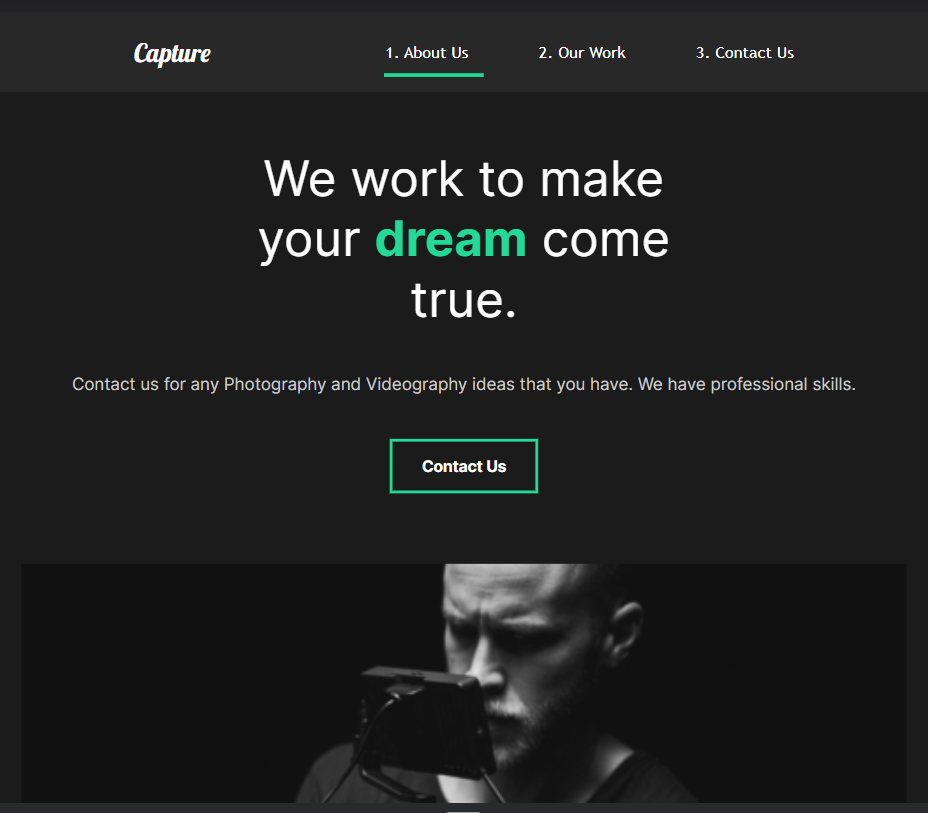 Capture
1. About Us
2. Our Work
3. Contact Us
We work to make
your dream come
true.
Contact us for any Photography and Videography ideas that you have. We have professional skills.
Contact Us